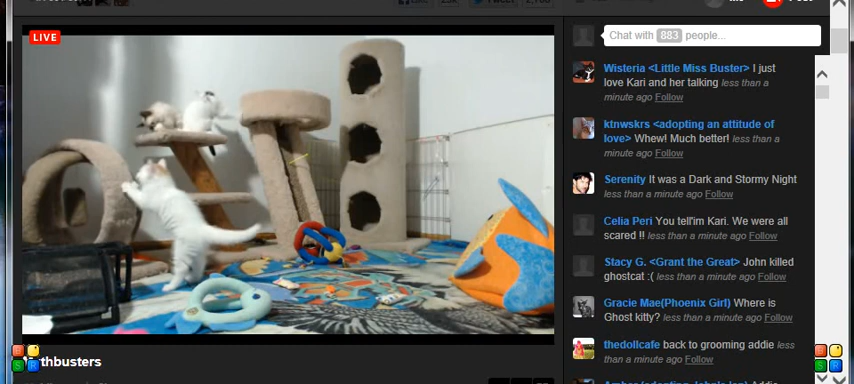 LIVE
Chat with 883 people...
Wisteria <Little Miss Buster> I just
love Kari and her talking less than a
minute ago Follow
ktnwskrs <adopting an attitude of
love> Whew! Much better! less than a
minute ago Follow
Serenity It was a Dark and Stormy Night
less than a minute ago Follow
Celia Peri You tell'im Kari. We were all
scared !! less than a minute ago Follow
Stacy G. <Grant the Great> John killed
ghostcat :( less than a minute ago Follow
Gracie Mae(Phoenix Girl) Where is
Ghost kitty? less than a minute ago Follow
thedollcafe back to grooming addie less
than a minute ago Follow
thbusters